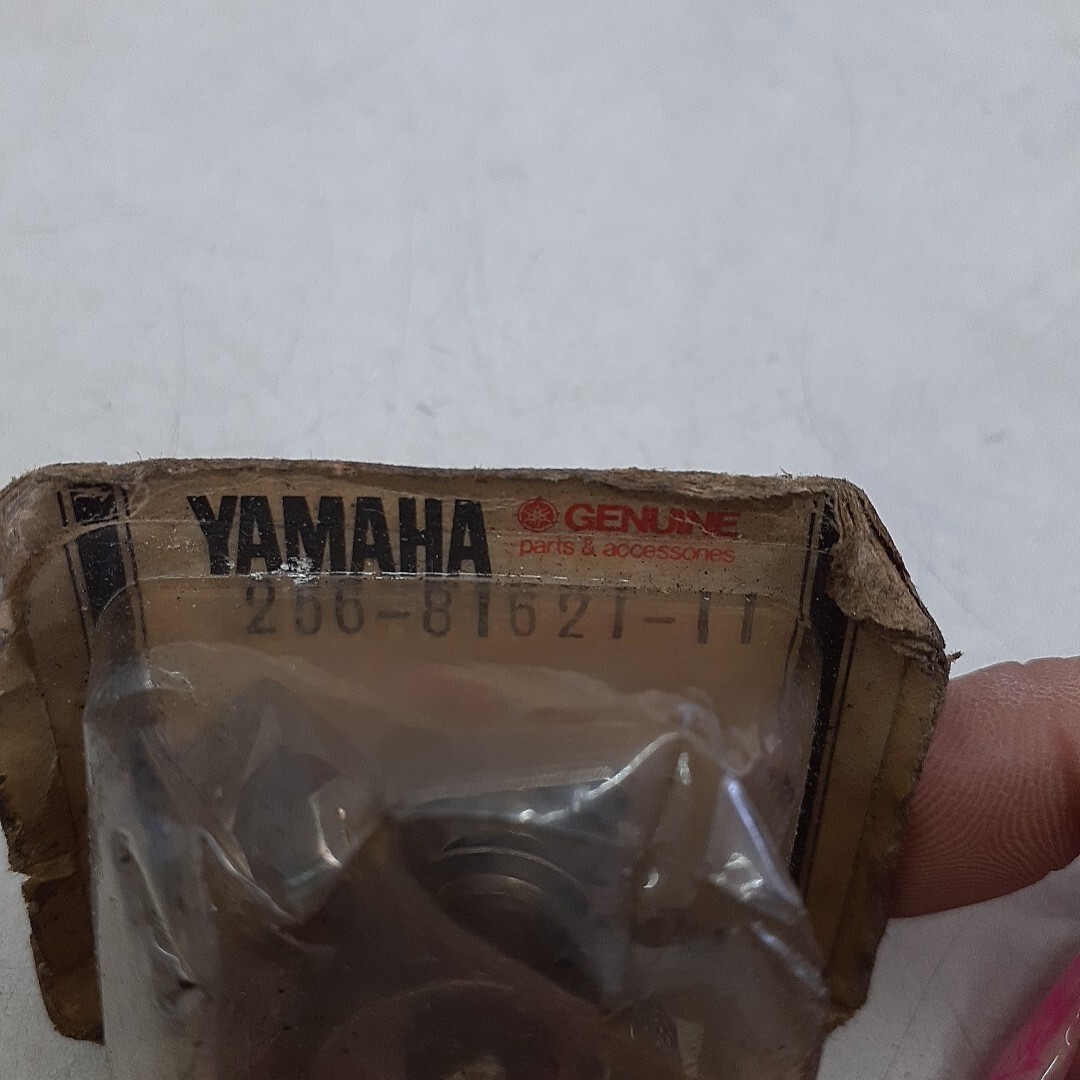 YAMAHA GENUINE
parts & accessories
256-81621-11